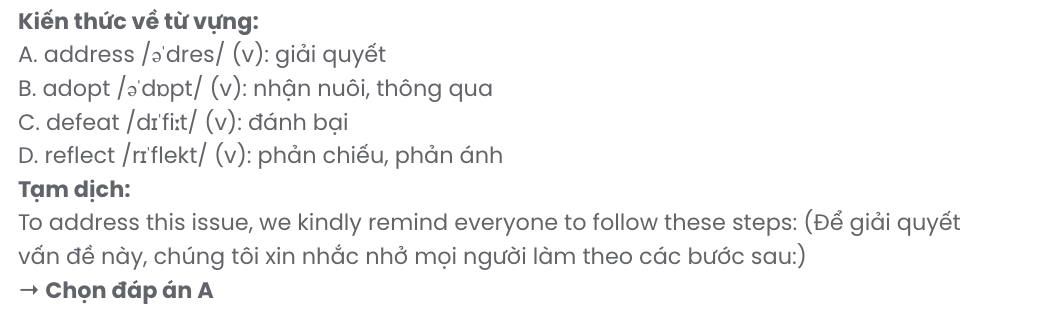 Kiến thức về từ vựng:
A. address /əˈdres/ (v): giải quyết
B. adopt /əˈdɒpt/ (v): nhận nuôi, thông qua
C. defeat /dɪˈfiːt/ (v): đánh bại
D. reflect /rɪˈflekt/ (v): phản chiếu, phản ánh
Tạm dịch:
To address this issue, we kindly remind everyone to follow these steps: (Để giải quyết
vấn đề này, chúng tôi xin nhắc nhở mọi người làm theo các bước sau:)
→ Chọn đáp án A